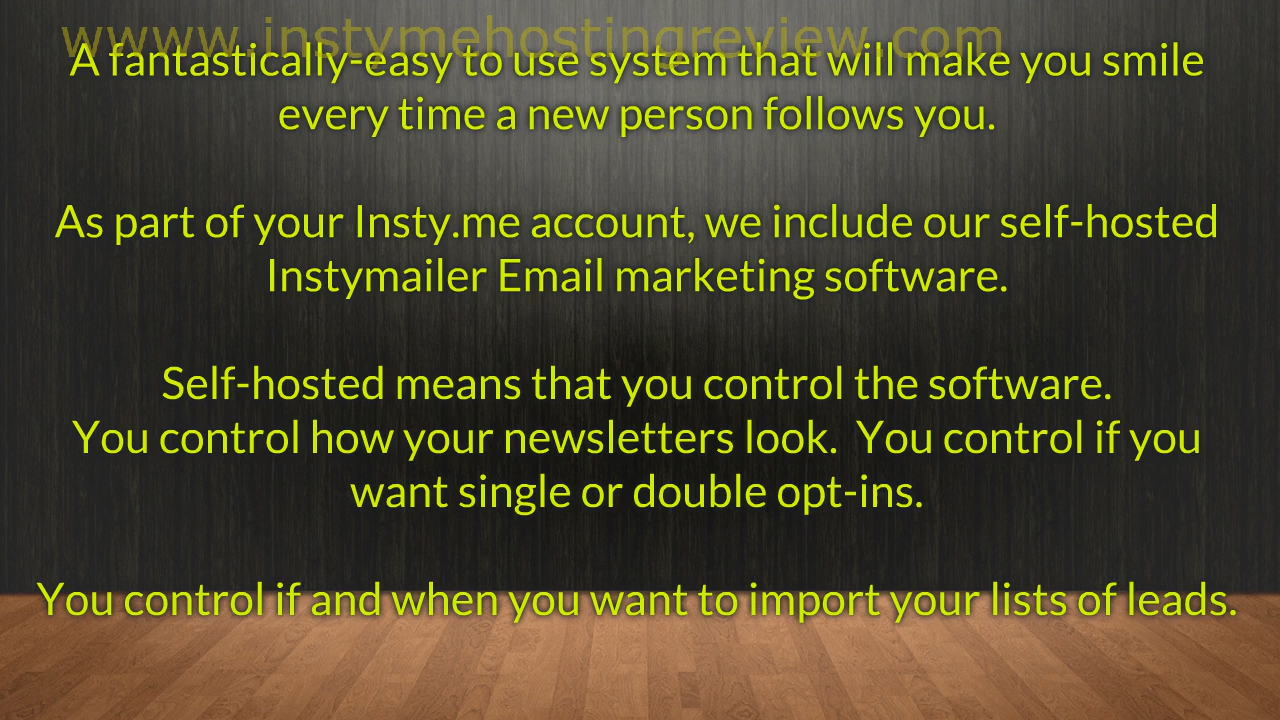 wwww.instymehostingreview.com
A fantastically-easy to use system that will make you smile
every time a new person follows you.
As part of your Insty.me account, we include our self-hosted
Instymailer Email marketing software.
Self-hosted means that you control the software.
You control how your newsletters look.  You control if you
want single or double opt-ins.
You control if and when you want to import your lists of leads.